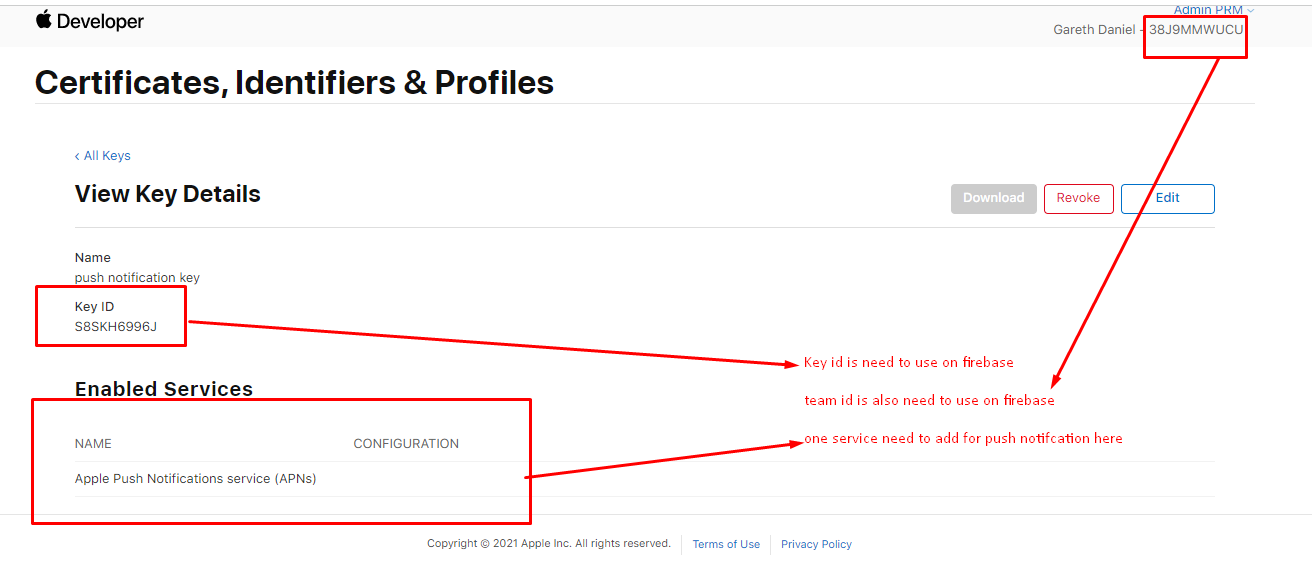 Admin PRM
Developer
Gareth Daniel - 38J9MMWUCU
Certificates, Identifiers & Profiles
All Keys
View Key Details
Download
Revoke
Edit
Name
push notification key
Key ID
S8SKH6996J
Key id is need to use on firebase
Enabled Services
team id is also need to use on firebase
one service need to add for push notifcation here
NAME CONFIGURATION
Apple Push Notifications service (APNs)
Copyright © 2021 Apple Inc. All rights reserved.
Terms of Use
Privacy Policy